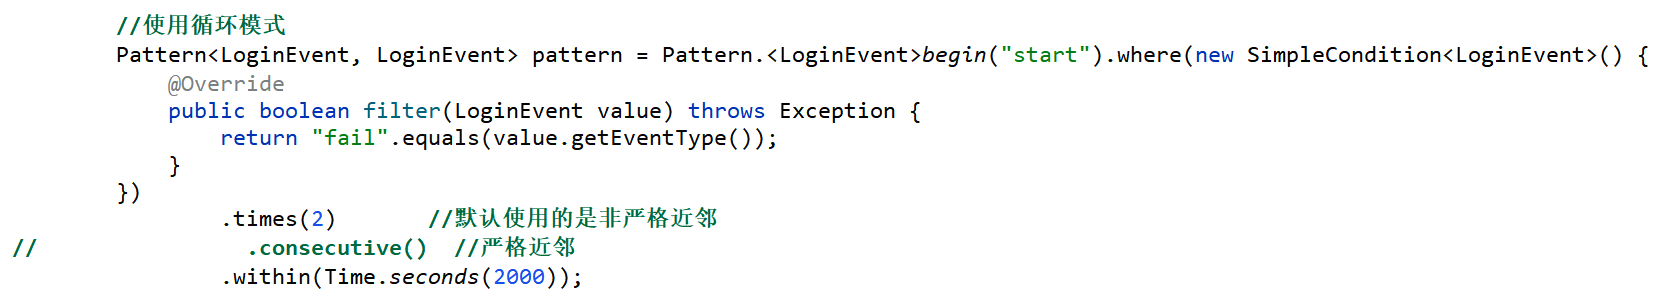 //使用循环模式
Pattern<LoginEvent, LoginEvent> pattern = Pattern.<LoginEvent>begin("start").where(new SimpleCondition<LoginEvent>() {
    @Override
    public boolean filter(LoginEvent value) throws Exception {
        return "fail".equals(value.getEventType());
    }
})
        .times(2)       //默认使用的是非严格近邻
//                .consecutive()  //严格近邻
        .within(Time.seconds(2000));